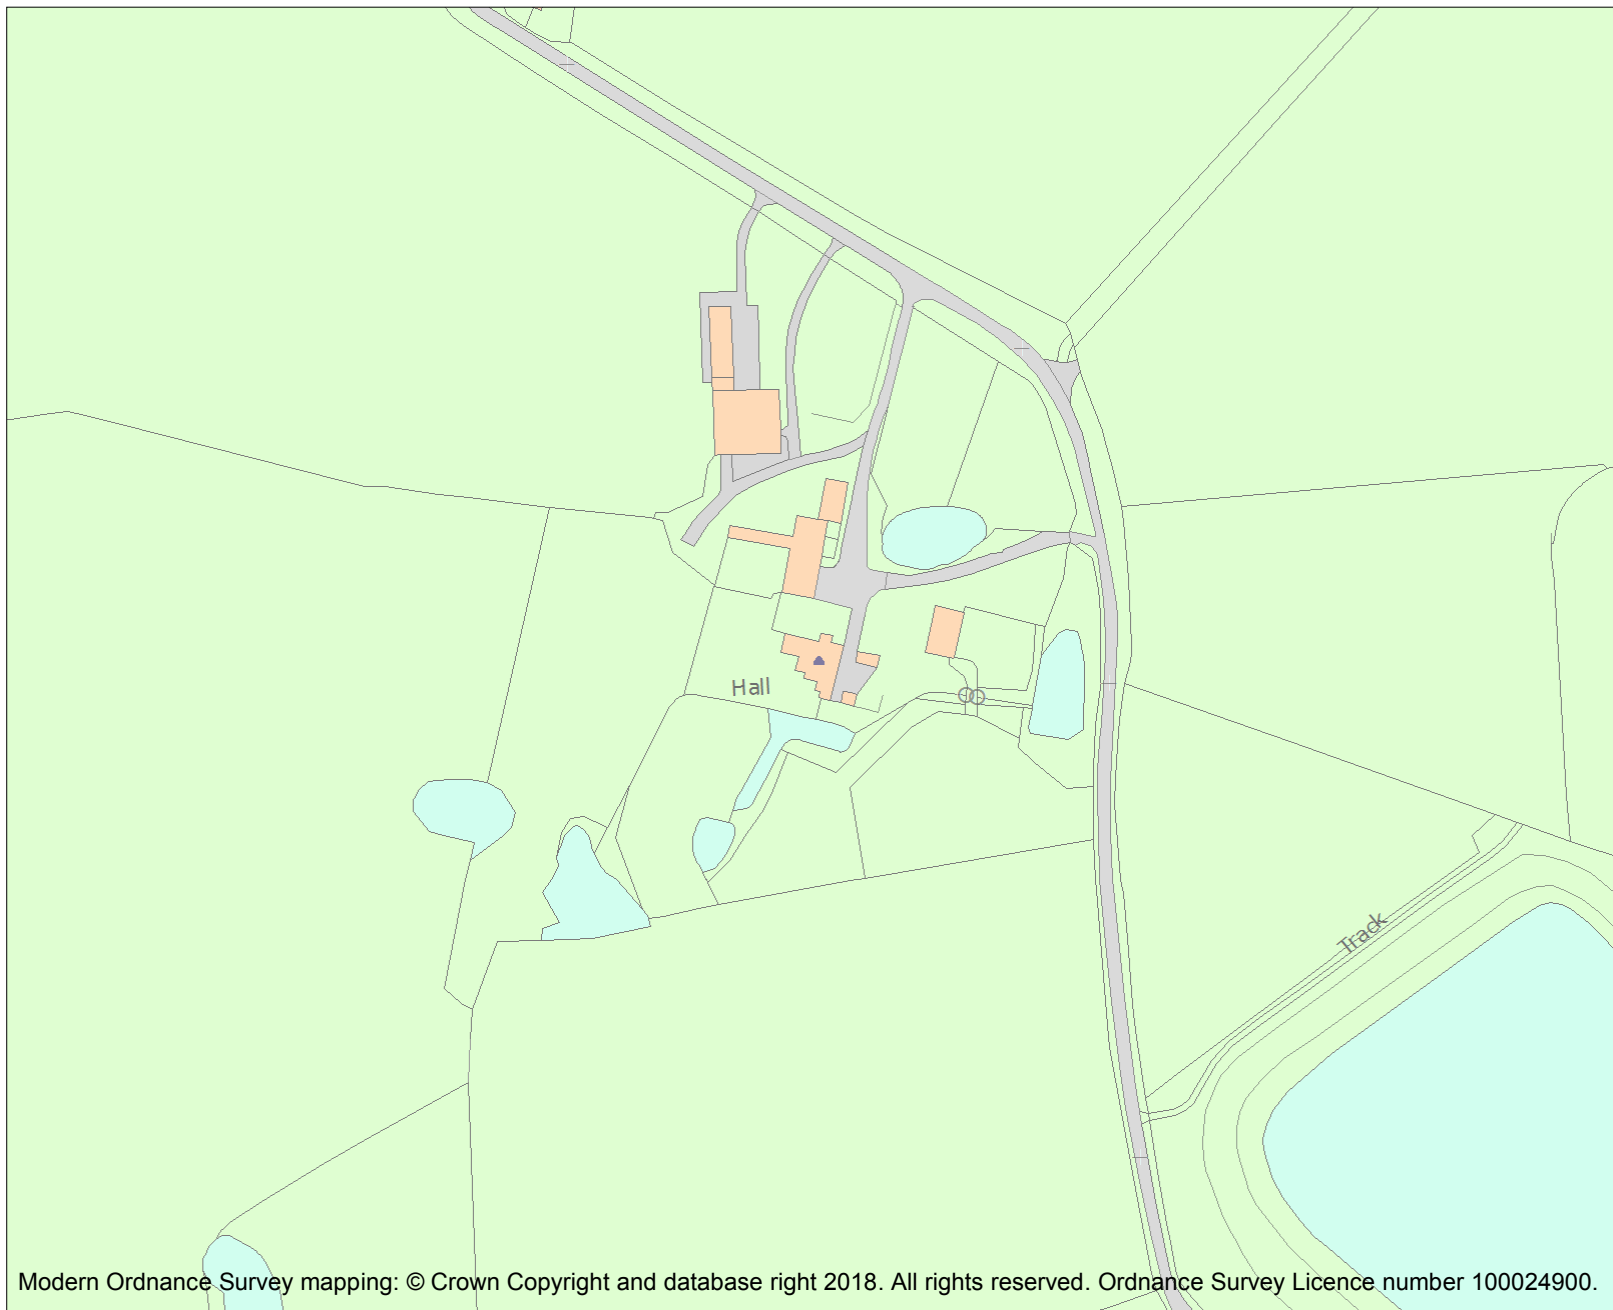 Hall
Track
Modern Ordnance Survey mapping: © Crown Copyright and database right 2018. All rights reserved. Ordnance Survey Licence number 100024900.